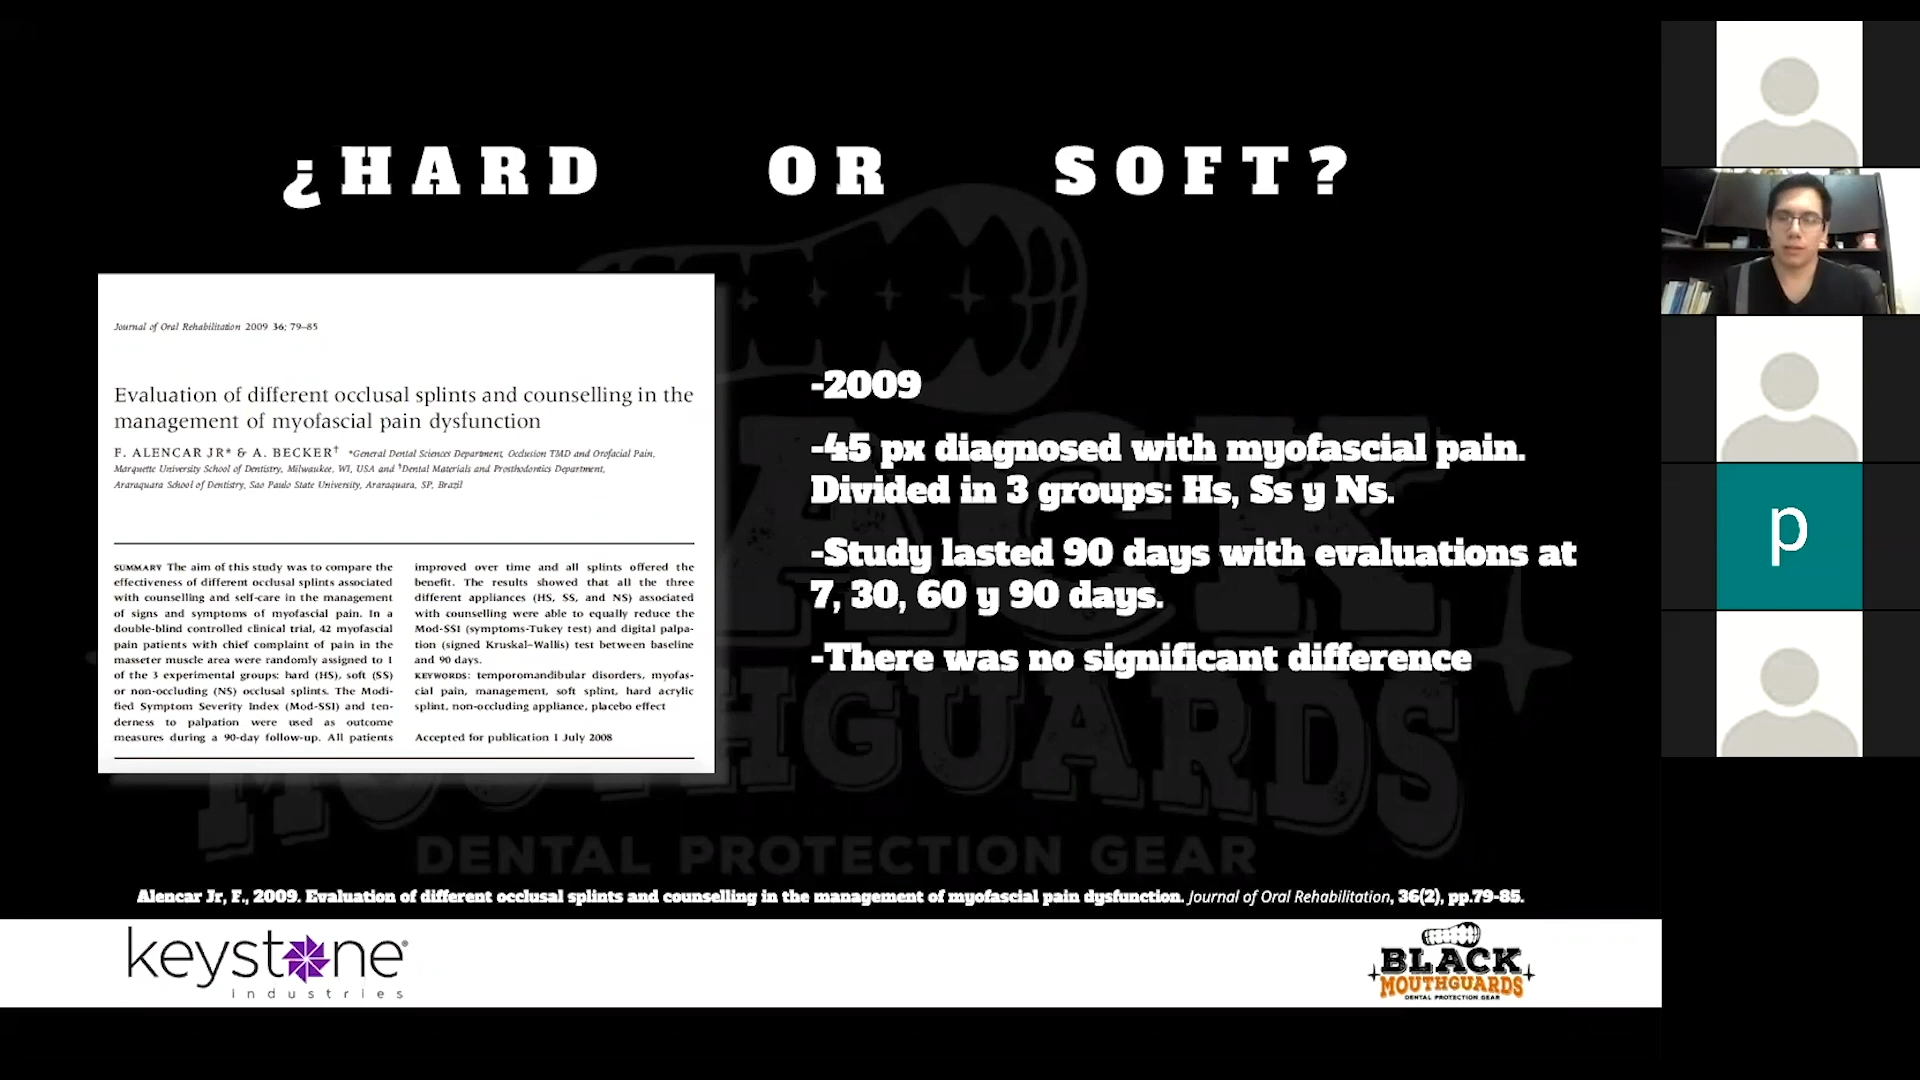 ¿HARD OR SOFT?
Journal of Oral Rehabilitation 2009 36; 79–85
Evaluation of different occlusal splints and counselling in the
management of myofascial pain dysfunction
F. ALENCAR JR* & A. BECKER† *General Dental Sciences Department, Occlusion TMD and Orofacial Pain,
Marquette University School of Dentistry, Milwaukee, WI, USA and †Dental Materials and Prosthodontics Department,
Araraquara School of Dentistry, Sao Paulo State University, Araraquara, SP, Brazil
SUMMARY The aim of this study was to compare the
effectiveness of different occlusal splints associated
with counselling and self-care in the management
of signs and symptoms of myofascial pain. In a
double-blind controlled clinical trial, 42 myofascial
pain patients with chief complaint of pain in the
masseter muscle area were randomly assigned to 1
of the 3 experimental groups: hard (HS), soft (SS)
or non-occluding (NS) occlusal splints. The Modi-
fied Symptom Severity Index (Mod-SSI) and ten-
derness to palpation were used as outcome
measures during a 90-day follow-up. All patients
improved over time and all splints offered the
benefit. The results showed that all the three
different appliances (HS, SS, and NS) associated
with counselling were able to equally reduce the
Mod-SSI (symptoms-Tukey test) and digital palpa-
tion (signed Kruskal–Wallis) test between baseline
and 90 days.
KEYWORDS: temporomandibular disorders, myofas-
cial pain, management, soft splint, hard acrylic
splint, non-occluding appliance, placebo effect
Accepted for publication 1 July 2008
-2009
-45 px diagnosed with myofascial pain.
Divided in 3 groups: Hs, Ss y Ns.
-Study lasted 90 days with evaluations at
7, 30, 60 y 90 days.
-There was no significant difference
BLACK
MOUTHGUARDS
DENTAL PROTECTION GEAR
Alencar Jr, F., 2009. Evaluation of different occlusal splints and counselling in the management of myofascial pain dysfunction. Journal of Oral Rehabilitation, 36(2), pp.79-85.
keystone
industries
BLACK
MOUTHGUARDS
DENTAL PROTECTION GEAR
p